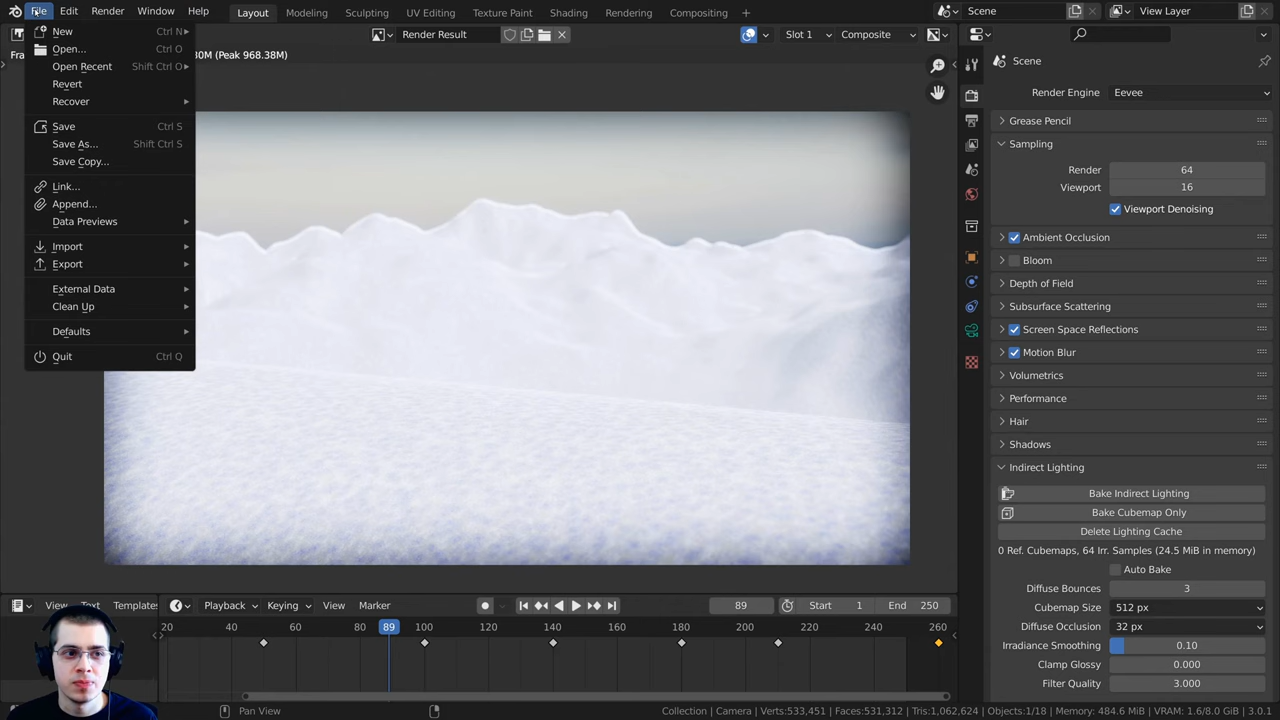 File Edit Render Window Help Layout Modeling Sculpting UV Editing Texture Paint Shading Rendering Compositing Scene View Layer
Render Result Slot 1 Composite
Fra 80M (Peak 968.38M)
New Ctrl N
Open... Ctrl O
Open Recent Shift Ctrl O
Revert
Recover
Save Ctrl S
Save As... Shift Ctrl S
Save Copy...
Link...
Append...
Data Previews
Import
Export
External Data
Clean Up
Defaults
Quit Ctrl Q
Scene
Render Engine Eevee
Grease Pencil
Sampling
Render 64
Viewport 16
Viewport Denoising
Ambient Occlusion
Bloom
Depth of Field
Subsurface Scattering
Screen Space Reflections
Motion Blur
Volumetrics
Performance
Hair
Shadows
Indirect Lighting
Bake Indirect Lighting
Bake Cubemap Only
Delete Lighting Cache
0 Ref. Cubemaps, 64 Irr. Samples (24.5 MiB in memory)
Auto Bake
Diffuse Bounces 3
Cubemap Size 512 px
Diffuse Occlusion 32 px
Irradiance Smoothing 0.10
Clamp Glossy 0.000
Filter Quality 3.000
View Text Templates Playback Keying View Marker 89 Start 1 End 250
20 60 80 89 100 120 140 160 180 200 220 240 260
Pan View Collection | Camera | Verts:533,451 | Faces:531,312 | Tris:1,062,624 | Objects:1/18 | Memory: 484.6 MiB | VRAM: 1.6/8.0 GiB | 3.0.1